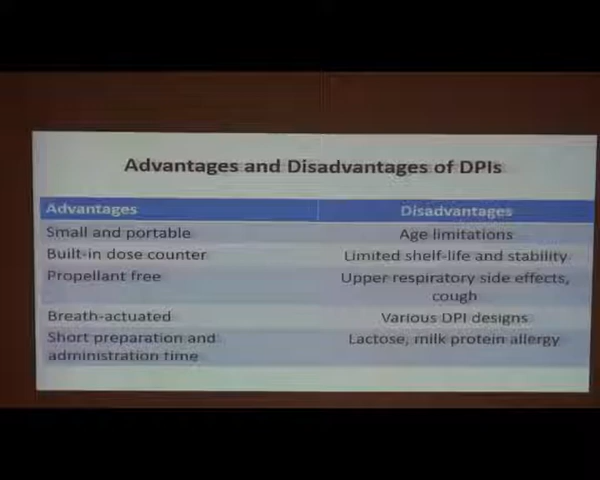 Advantages and Disadvantages of DPIs
Advantages Disadvantages
Small and portable Age limitations
Built-in dose counter Limited shelf-life and stability
Propellant free Upper respiratory side effects,
cough
Breath-actuated Various DPI designs
Short preparation and Lactose, milk protein allergy
administration time